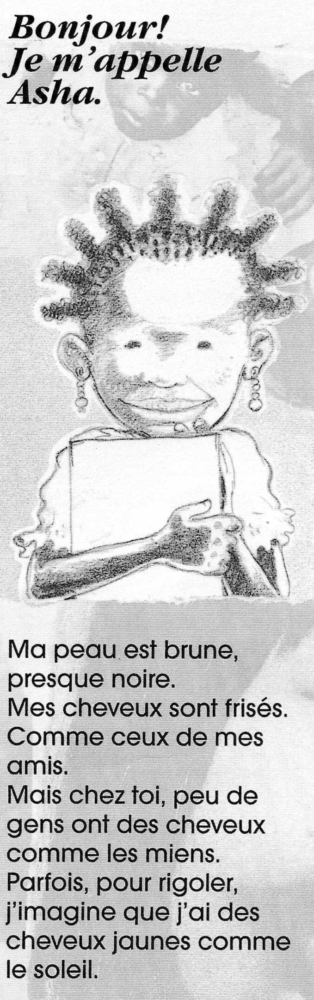 Bonjour!
Je m'appelle
Asha.
Ma peau est brune,
presque noire.
Mes cheveux sont frisés.
Comme ceux de mes
amis.
Mais chez toi, peu de
gens ont des cheveux
comme les miens.
Parfois, pour rigoler,
j'imagine que j'ai des
cheveux jaunes comme
le soleil.